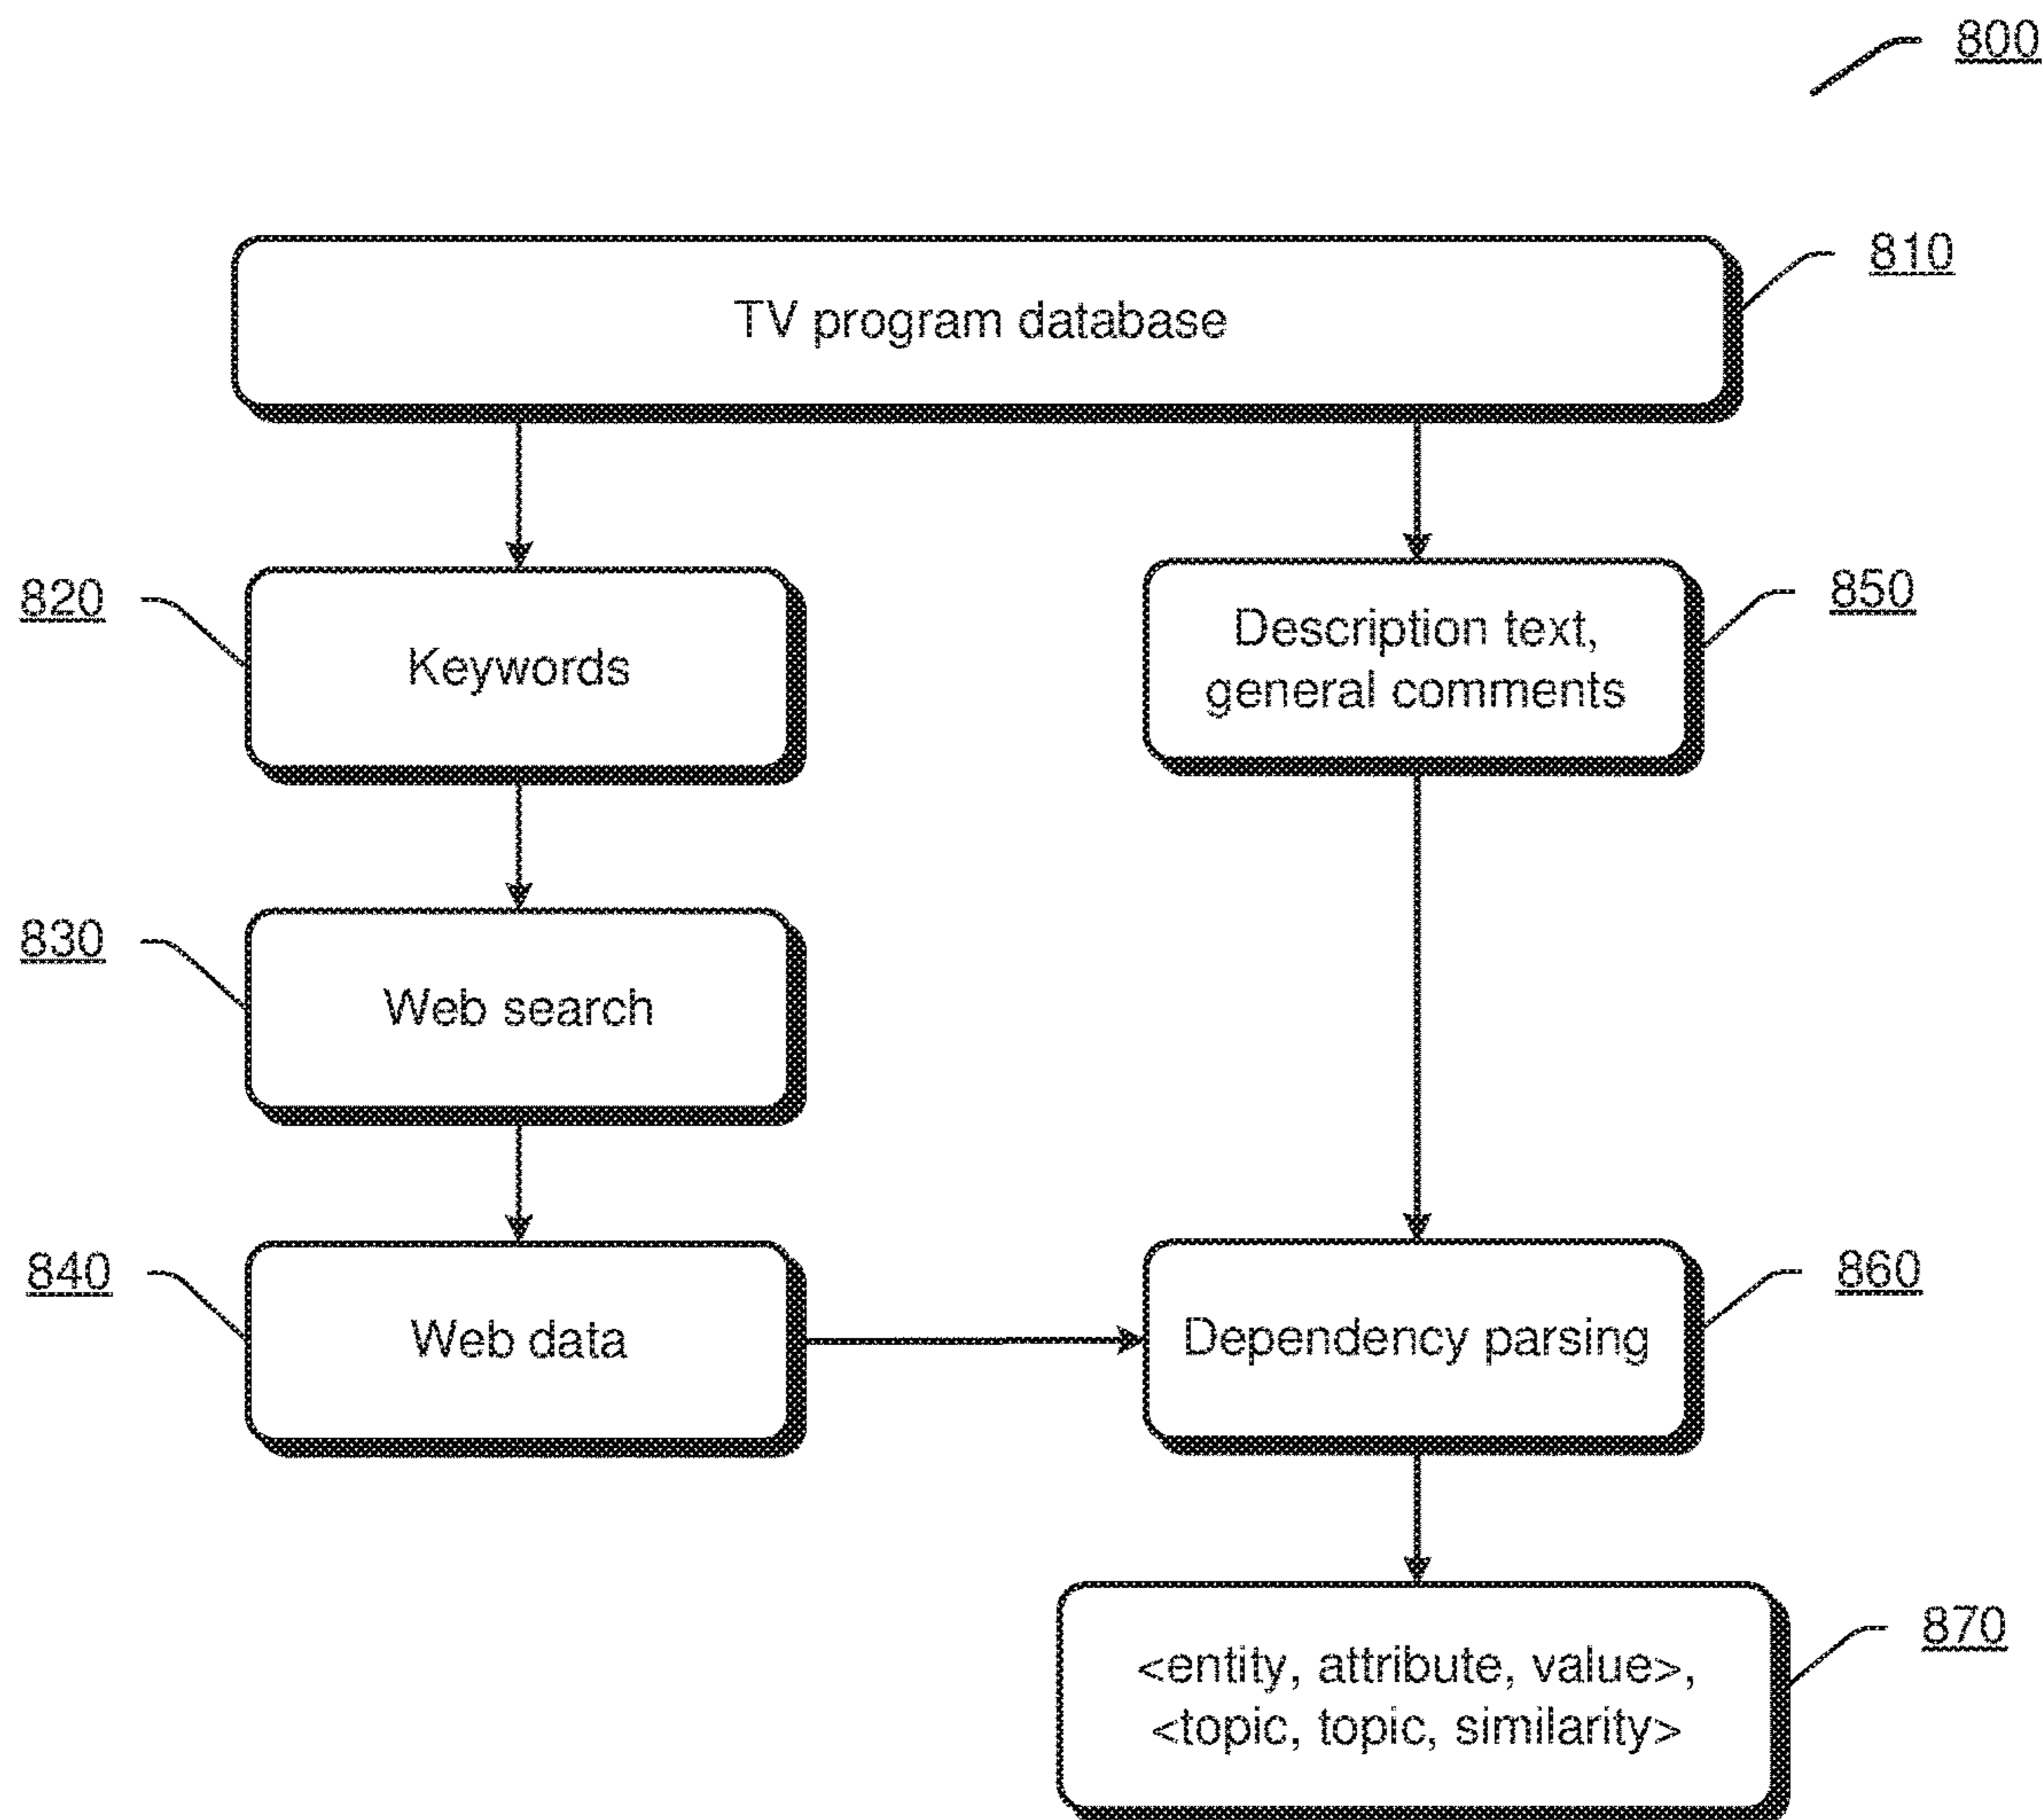 800
TV program database
810
820
Keywords
Description text,
general comments
850
830
Web search
840
Web data
Dependency parsing
860
<entity, attribute, value>,
<topic, topic, similarity>
870